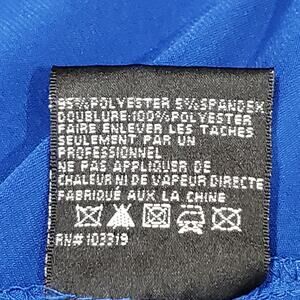 95%POLYESTER 5%SPANDEX
DOUBLURE:100%POLYESTER
FAIRE ENLEVER LES TACHES
SEULEMENT PAR UN
PROFESSIONNEL
NE PAS APPLIQUER DE
CHALEUR NI DE VAPEUR DIRECTE
FABRIQUÉ AUX LA CHINE
RN#103319